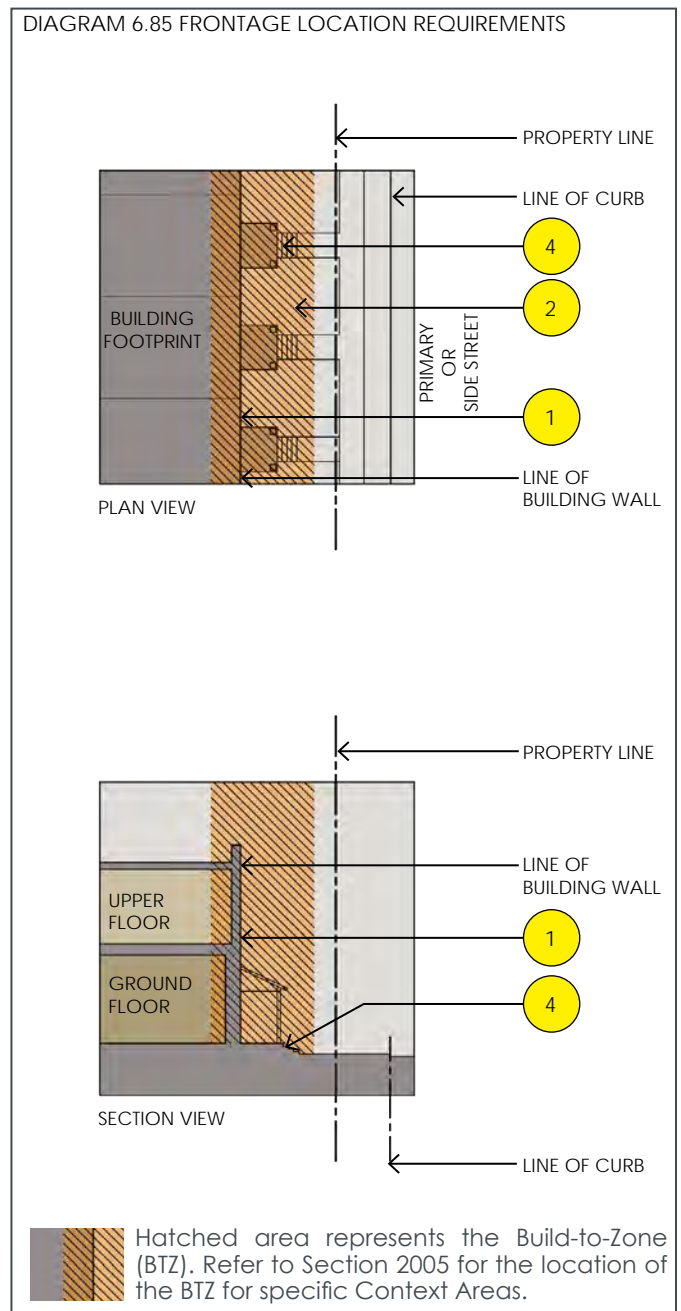 DIAGRAM 6.85 FRONTAGE LOCATION REQUIREMENTS
PROPERTY LINE
LINE OF CURB
4
2
BUILDING
FOOTPRINT
PRIMARY
OR
SIDE STREET
1
LINE OF
BUILDING WALL
PLAN VIEW
PROPERTY LINE
LINE OF
BUILDING WALL
UPPER
FLOOR
1
GROUND
FLOOR
4
SECTION VIEW
LINE OF CURB
Hatched area represents the Build-to-Zone
(BTZ). Refer to Section 2005 for the location of
the BTZ for specific Context Areas.